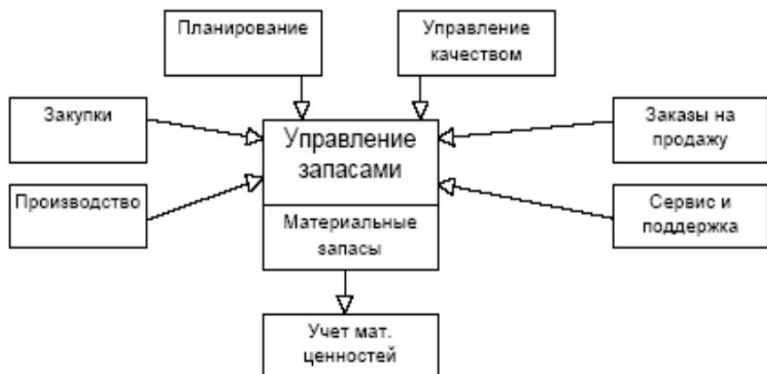 Планирование
Управление
качеством
Закупки
Управление
запасами
Заказы на
продажу
Производство
Материальные
запасы
Сервис и
поддержка
Учет мат.
ценностей